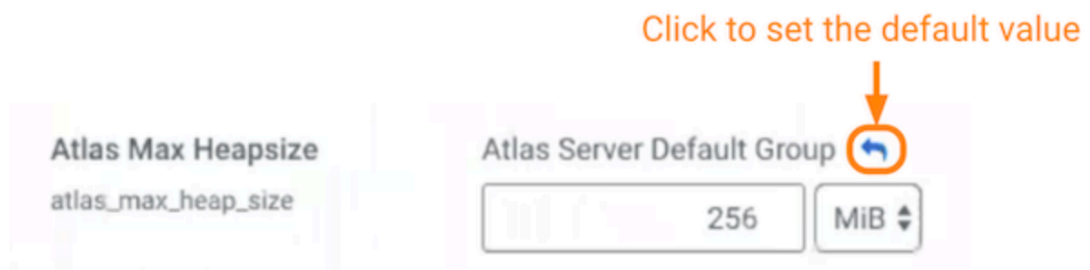 Click to set the default value
Atlas Max Heapsize
Atlas Server Default Group
atlas_max_heap_size
256
MiB